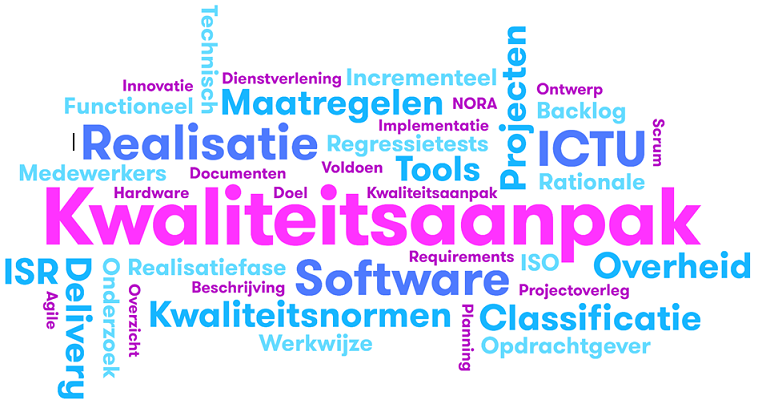 Technisch
Innovatie
Dienstverlening
Incrementeel
Projecten
Ontwerp
Functioneel
Maatregelen
NORA
Backlog
Implementatie
Scrum
Realisatie
Regressietests
ICTU
Medewerkers
Documenten
Voldoen
Tools
Rationale
Hardware
Doel
Kwaliteitsaanpak
Kwaliteitsaanpak
ISR
Delivery
Onderzoek
Realisatiefase
Software
Requirements
ISO
Overheid
Agile
Overzicht
Beschrijving
Projectoverleg
Kwaliteitsnormen
Planning
Classificatie
Werkwijze
Opdrachtgever